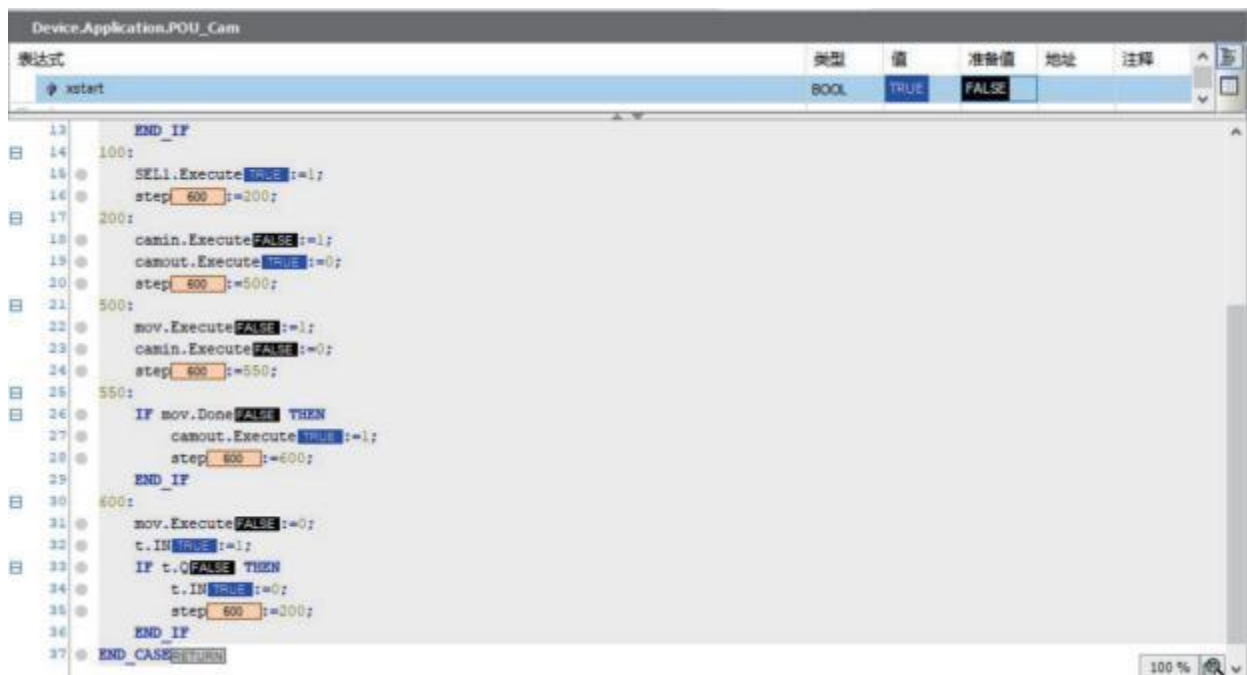 Device.Application.POU_Cam
表达式 类型 值 准备值 地址 注释
xstart BOOL TRUE FALSE
13 END_IF
14 100:
15 SEL1.Execute TRUE :=1;
16 step 600 :=200;
17 200:
18 camin.Execute FALSE :=1;
19 camout.Execute TRUE :=0;
20 step 600 :=500;
21 500:
22 mov.Execute FALSE :=1;
23 camin.Execute FALSE :=0;
24 step 600 :=550;
25 550:
26 IF mov.Done FALSE THEN
27 camout.Execute TRUE :=1;
28 step 600 :=600;
29 END_IF
30 600:
31 mov.Execute FALSE :=0;
32 t.IN TRUE :=1;
33 IF t.Q FALSE THEN
34 t.IN TRUE :=0;
35 step 600 :=200;
36 END_IF
37 END_CASE RETURN
100 %